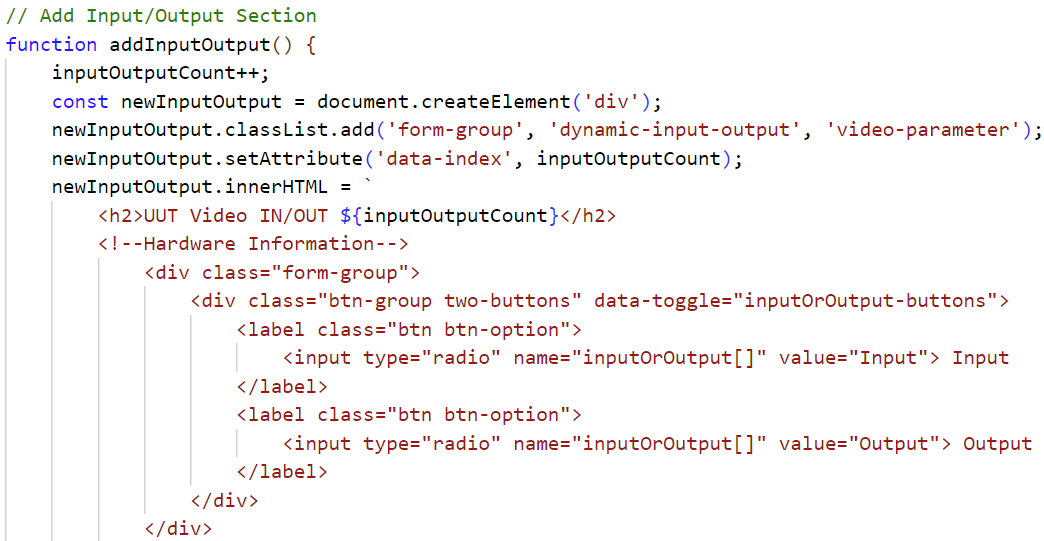 // Add Input/Output Section
function addInputOutput() {
    inputOutputCount++;
    const newInputOutput = document.createElement('div');
    newInputOutput.classList.add('form-group', 'dynamic-input-output', 'video-parameter');
    newInputOutput.setAttribute('data-index', inputOutputCount);
    newInputOutput.innerHTML = `
        <h2>UUT Video IN/OUT ${inputOutputCount}</h2>
        <!--Hardware Information-->
            <div class="form-group">
                <div class="btn-group two-buttons" data-toggle="inputOrOutput-buttons">
                    <label class="btn btn-option">
                        <input type="radio" name="inputOrOutput[]" value="Input"> Input
                    </label>
                    <label class="btn btn-option">
                        <input type="radio" name="inputOrOutput[]" value="Output"> Output
                    </label>
                </div>
            </div>